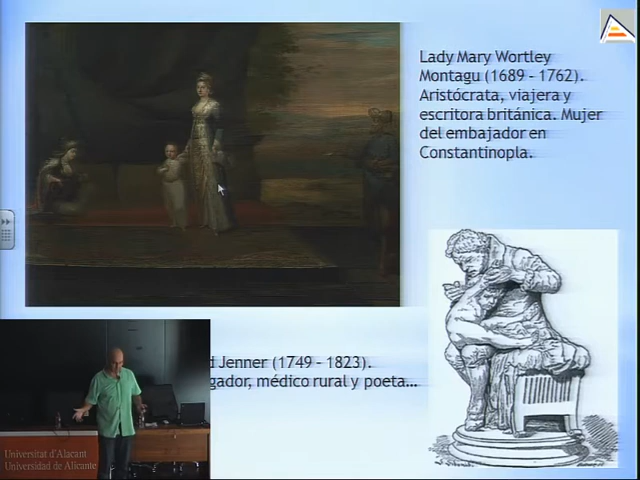 Lady Mary Wortley
Montagu (1689 - 1762).
Aristócrata, viajera y
escritora británica. Mujer
del embajador en
Constantinopla.
d Jenner (1749 - 1823).
gador, médico rural y poeta...
Universitat d'Alacant
Universidad de Alicante